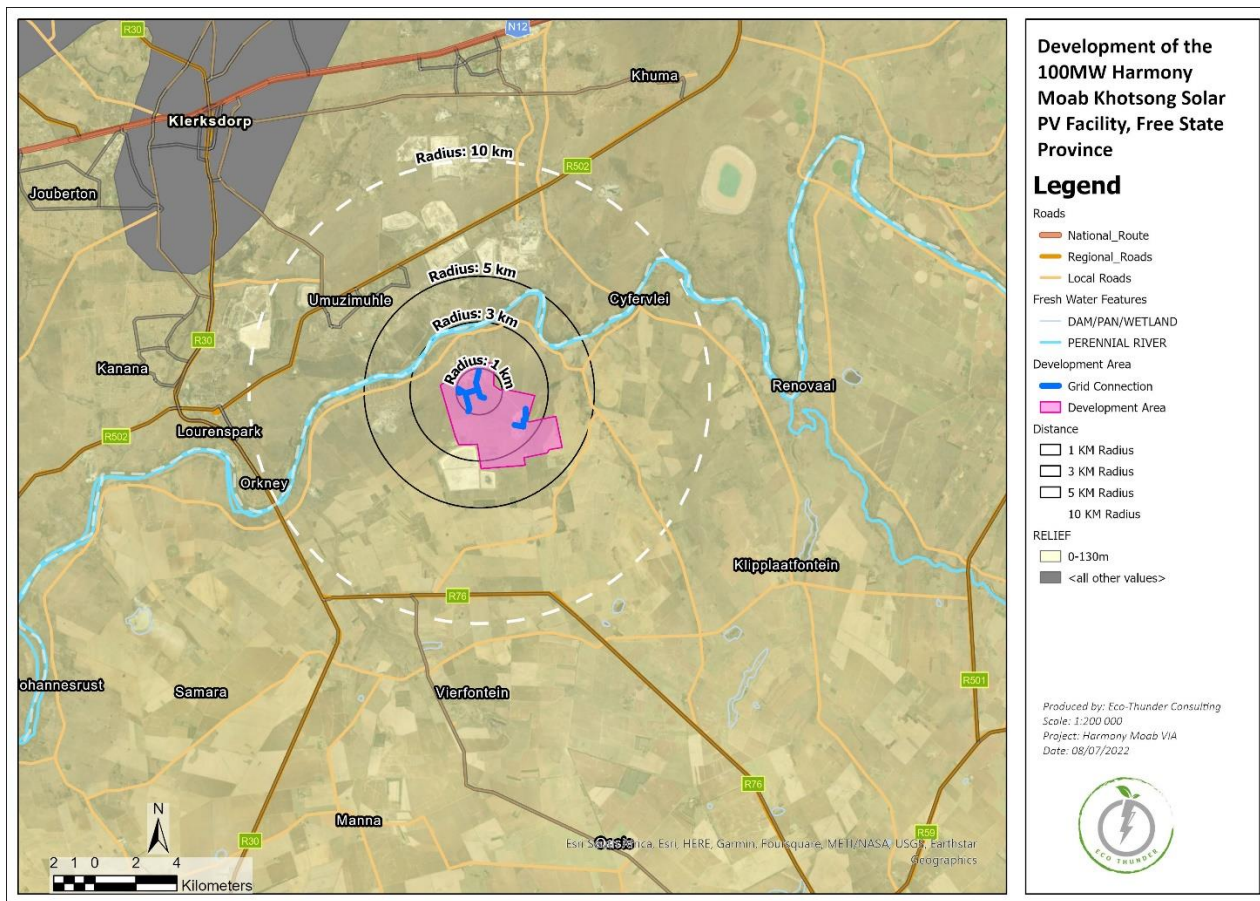 R30
N12
Khuma
Klerksdorp
Radius: 10 km
R502
Jouberton
Radius: 5 km
Umuzimuhle
Cyfervlei
Radius: 3 km
R30
Kanana
Radius: 1 km
Renovaal
R502
Lourenspark
Orkney
Klipplaatfontein
R76
Johannesrust
Samara
Vierfontein
R501
R76
Manna
R30
R59
Oasis
Esri South Africa, Esri, HERE, Garmin, Foursquare, METI/NASA, USGS, Earthstar
Geographics
N
2 1 0 2 4
Kilometers
Development of the
100MW Harmony
Moab Khotsong Solar
PV Facility, Free State
Province
Legend
Roads
National_Route
Regional_Roads
Local Roads
Fresh Water Features
DAM/PAN/WETLAND
PERENNIAL RIVER
Development Area
Grid Connection
Development Area
Distance
1 KM Radius
3 KM Radius
5 KM Radius
10 KM Radius
RELIEF
0-130m
<all other values>
Produced by: Eco-Thunder Consulting
Scale: 1:200 000
Project: Harmony Moab VIA
Date: 08/07/2022
ECO THUNDER